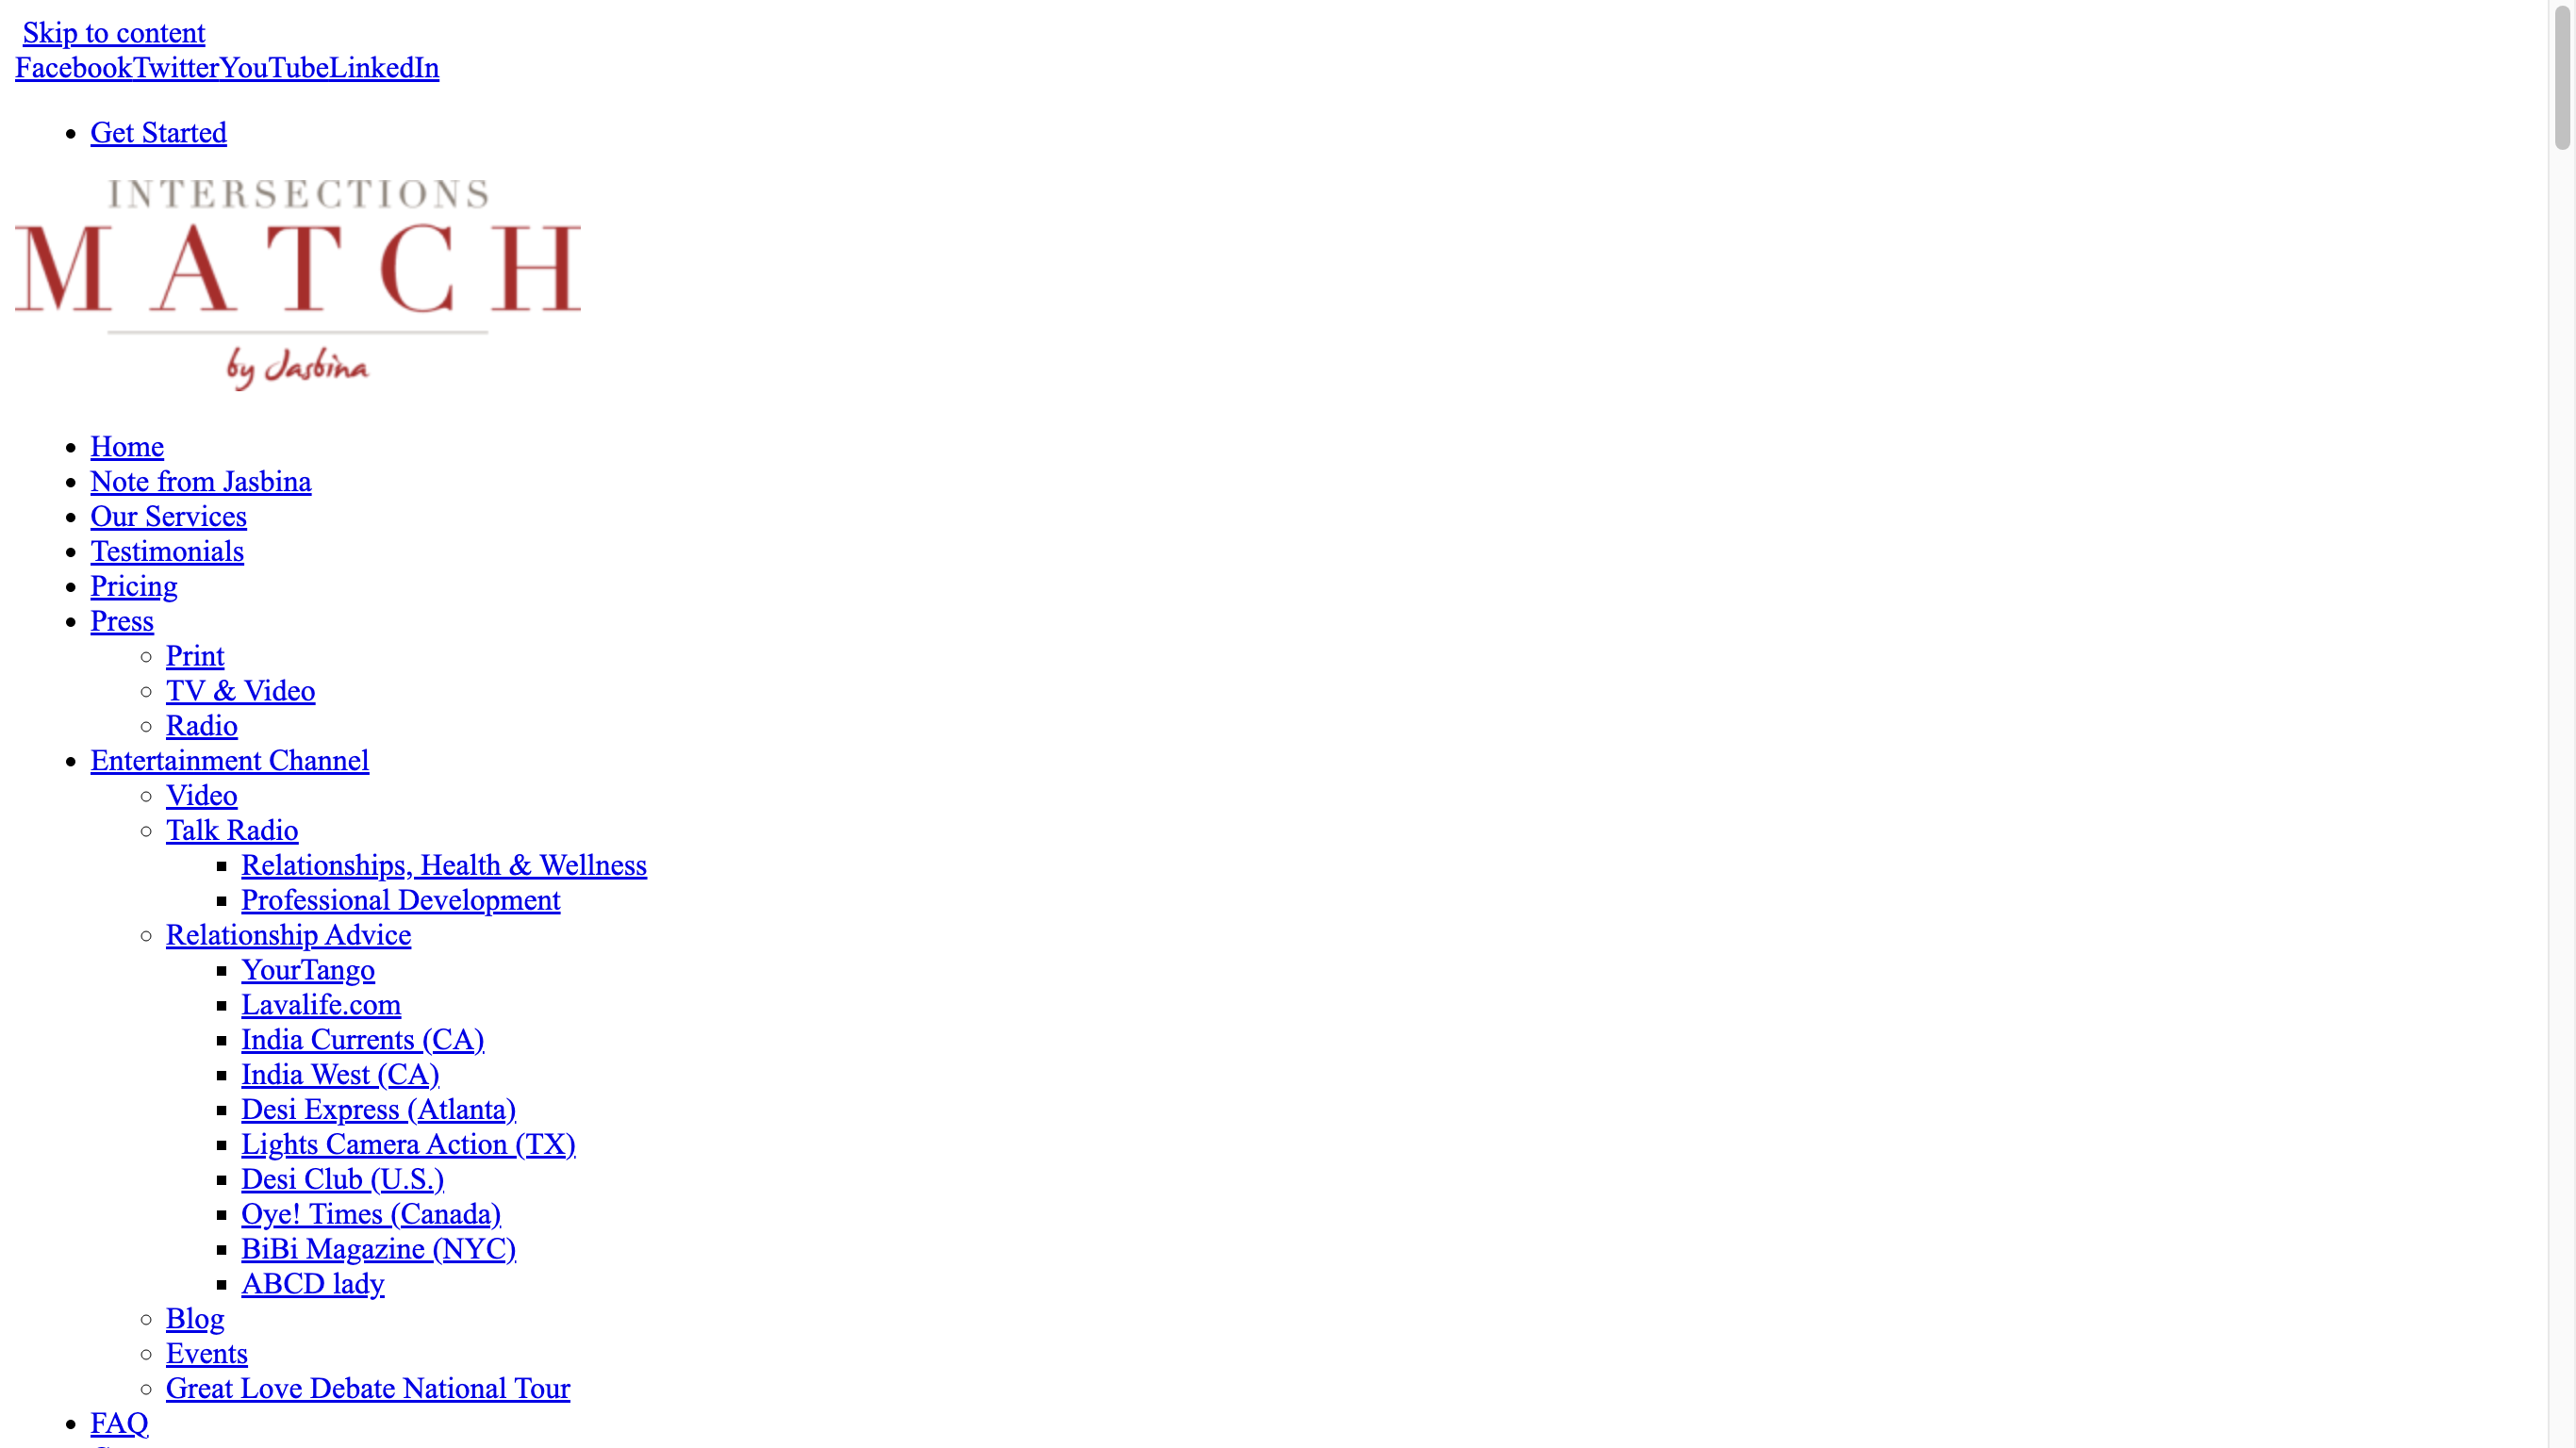 Skip to content
FacebookTwitterYouTubeLinkedIn
Get Started
INTERSECTIONS
MATCH
by Jasbina
Home
Note from Jasbina
Our Services
Testimonials
Pricing
Press
Print
TV & Video
Radio
Entertainment Channel
Video
Talk Radio
Relationships, Health & Wellness
Professional Development
Relationship Advice
YourTango
Lavalife.com
India Currents (CA)
India West (CA)
Desi Express (Atlanta)
Lights Camera Action (TX)
Desi Club (U.S.)
Oye! Times (Canada)
BiBi Magazine (NYC)
ABCD lady
Blog
Events
Great Love Debate National Tour
FAQ